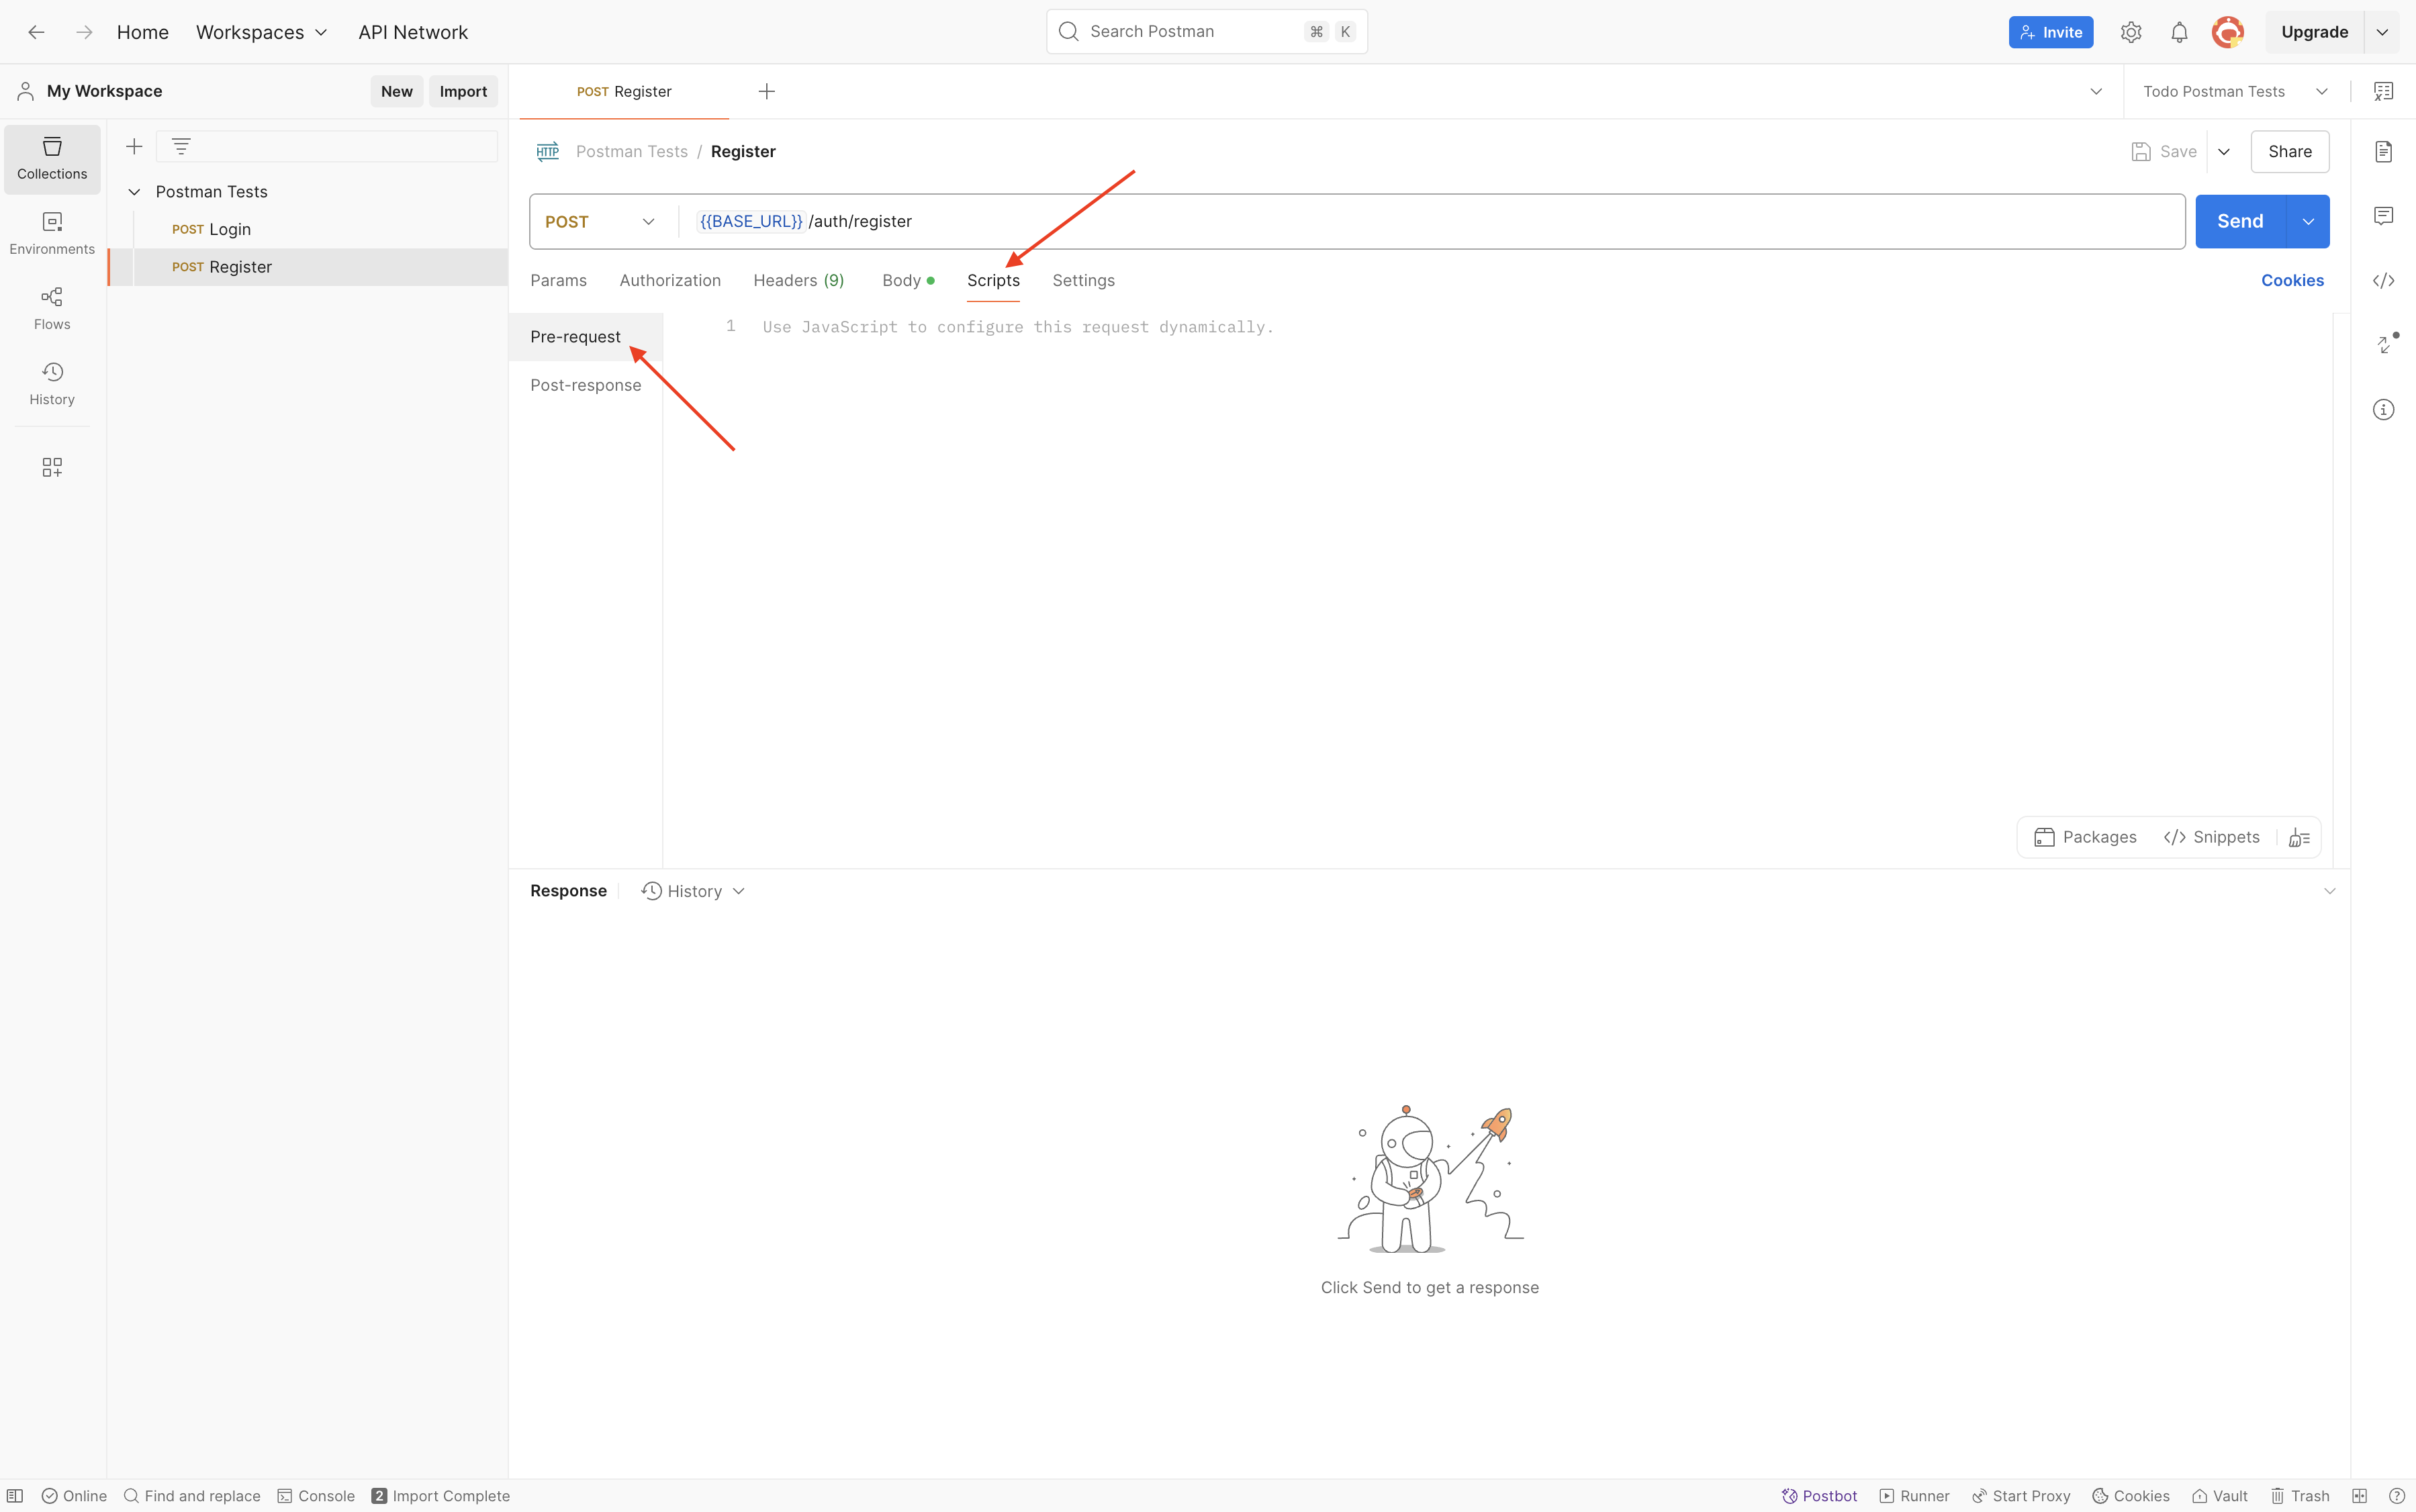 Home Workspaces API Network Search Postman ⌘ K Invite Upgrade
My Workspace New Import POST Register Todo Postman Tests
Collections
Environments
Flows
History
Postman Tests
POST Login
POST Register
HTTP Postman Tests / Register Save Share
POST {{BASE_URL}} /auth/register Send
Params Authorization Headers (9) Body Scripts Settings Cookies
Pre-request
Post-response
1 Use JavaScript to configure this request dynamically.
Packages </> Snippets
Response History
Click Send to get a response
Online Find and replace Console 2 Import Complete Postbot Runner Start Proxy Cookies Vault Trash